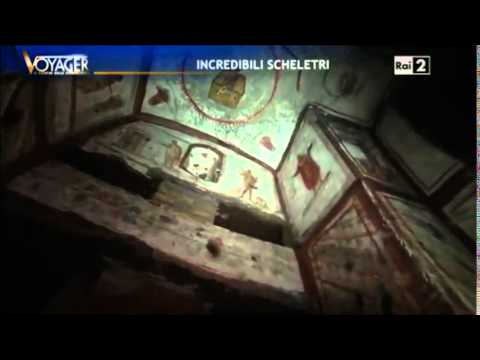 VOYAGER
INCREDIBILI SCHELETRI
Rai 2